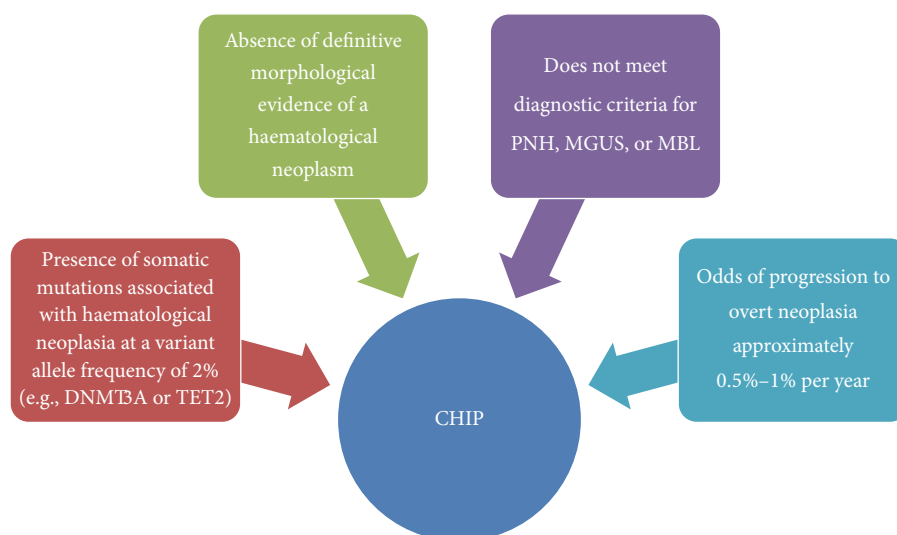 Absence of definitive
morphological
evidence of a
haematological
neoplasm
Does not meet
diagnostic criteria for
PNH, MGUS, or MBL
Presence of somatic
mutations associated
with haematological
neoplasia at a variant
allele frequency of 2%
(e.g., DNMT3A or TET2)
Odds of progression to
overt neoplasia
approximately
0.5%–1% per year
CHIP